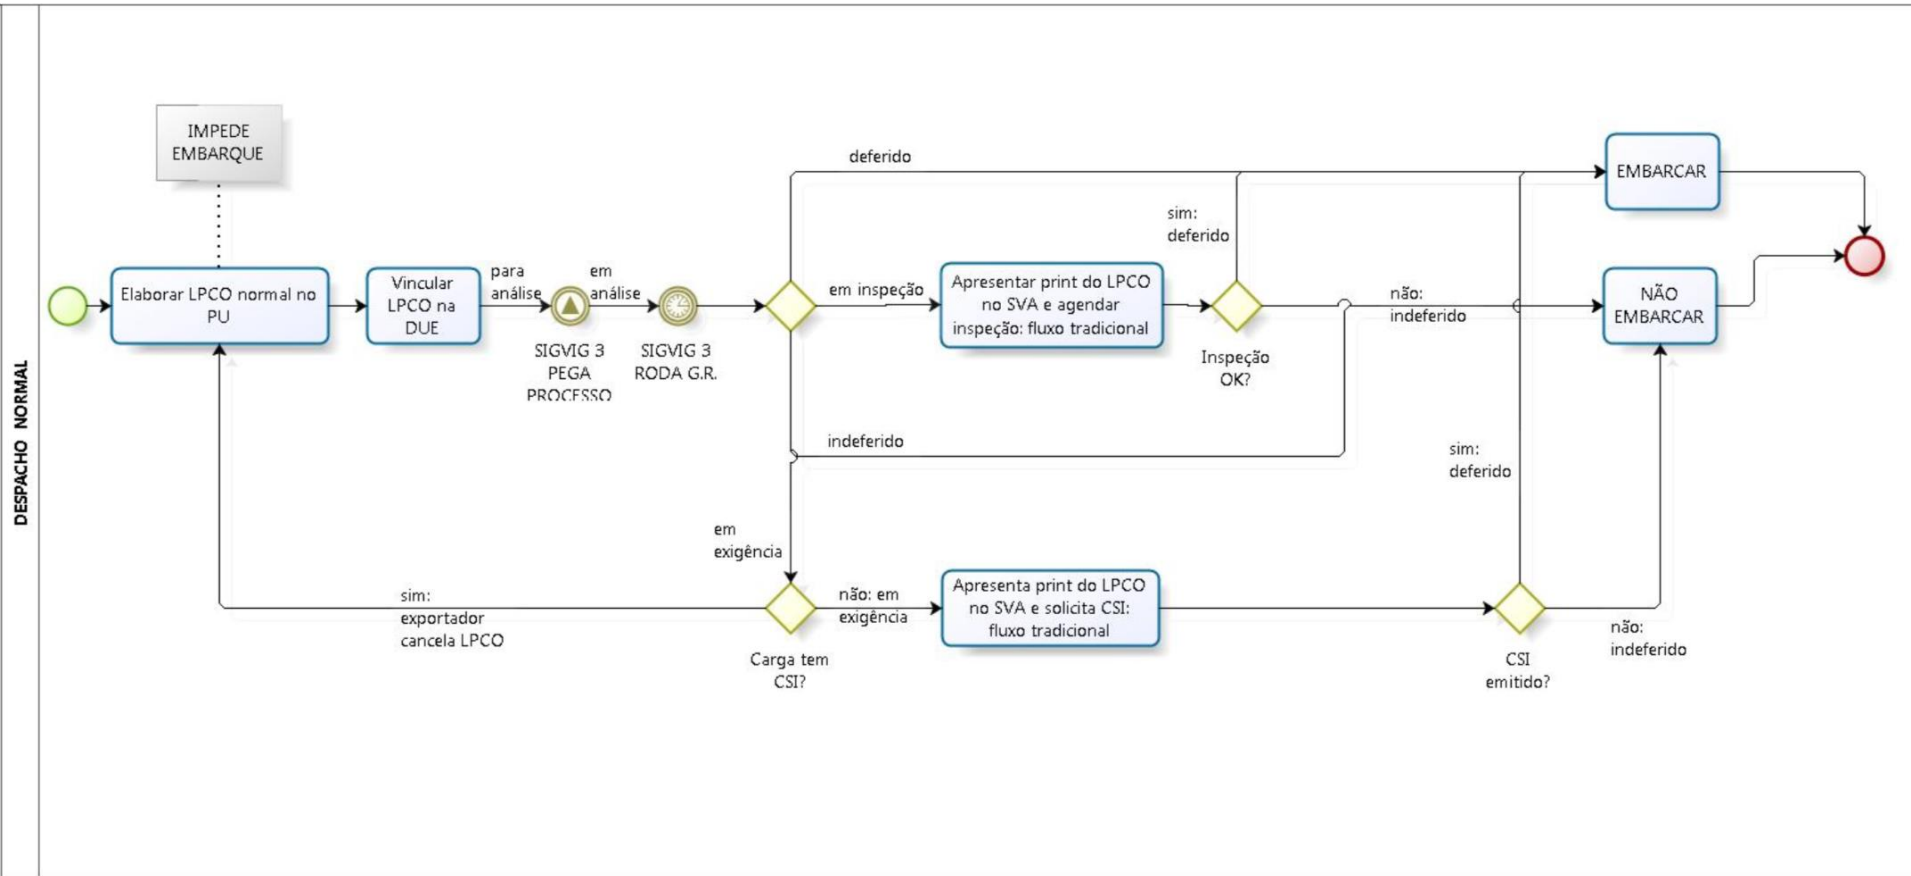 DESPACHO NORMAL
IMPEDE
EMBARQUE
Elaborar LPCO normal no
PU
Vincular
LPCO na
DUE
para
análise
SIGVIG 3
PEGA
PROCESSO
em
análise
SIGVIG 3
RODA G.R.
deferido
em inspeção
Apresentar print do LPCO
no SVA e agendar
inspeção: fluxo tradicional
sim:
deferido
Inspeção
OK?
não:
indeferido
EMBARCAR
NÃO
EMBARCAR
indeferido
em
exigência
sim:
exportador
cancela LPCO
Carga tem
CSI?
não: em
exigência
Apresenta print do LPCO
no SVA e solicita CSI:
fluxo tradicional
sim:
deferido
CSI
emitido?
não:
indeferido